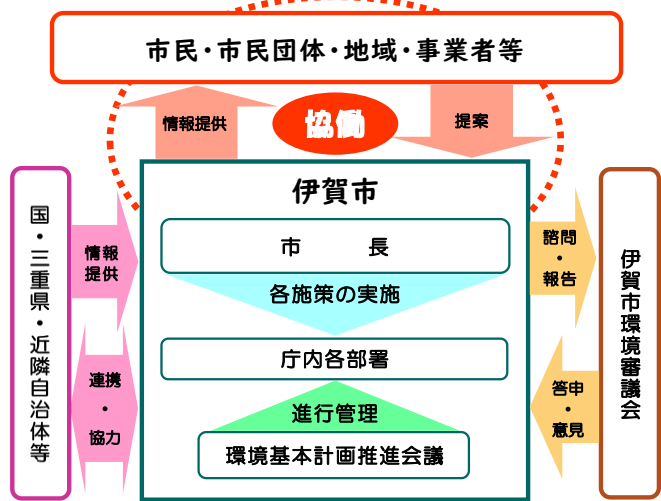 市民・市民団体・地域・事業者等
情報提供
協働
提案
伊賀市
市　　長
各施策の実施
庁内各部署
進行管理
環境基本計画推進会議
国・三重県・近隣自治体等
情報
提供
連携
・
協力
諮問
・
報告
答申
・
意見
伊賀市環境審議会